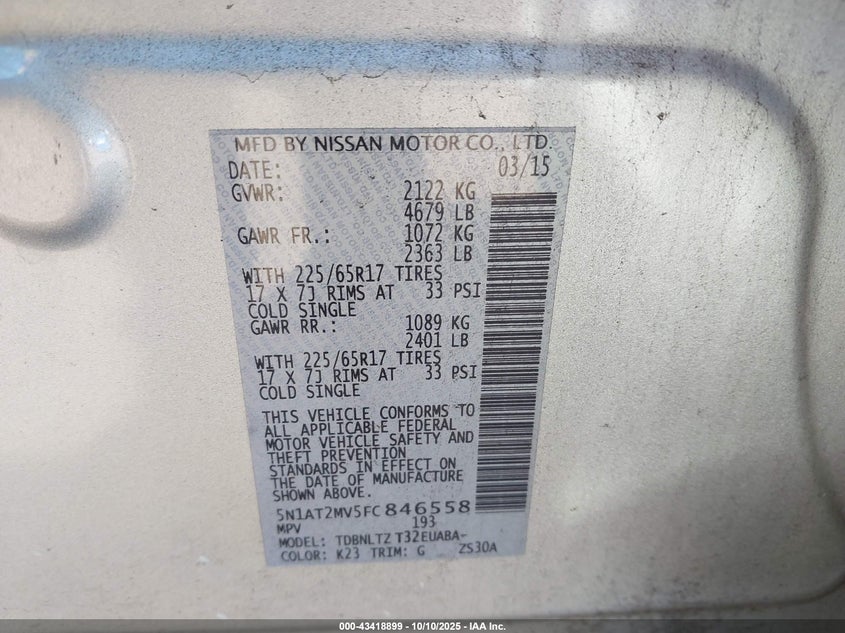 MFD BY NISSAN MOTOR CO., LTD.
DATE: 03/15
GVWR: 2122 KG
4679 LB
GAWR FR.: 1072 KG
2363 LB
WITH 225/65R17 TIRES
17 X 7J RIMS AT 33 PSI
COLD SINGLE
GAWR RR.: 1089 KG
2401 LB
WITH 225/65R17 TIRES
17 X 7J RIMS AT 33 PSI
COLD SINGLE
THIS VEHICLE CONFORMS TO
ALL APPLICABLE FEDERAL
MOTOR VEHICLE SAFETY AND
THEFT PREVENTION
STANDARDS IN EFFECT ON
THE DATE OF MANUFACTURE
SHOWN ABOVE.
5N1AT2MV5FC846558
MPV 193
MODEL: TDBNLTZ T32EUABA-
COLOR: K23 TRIM: G ZS30A
000-43418899 - 10/10/2025 - IAA Inc.